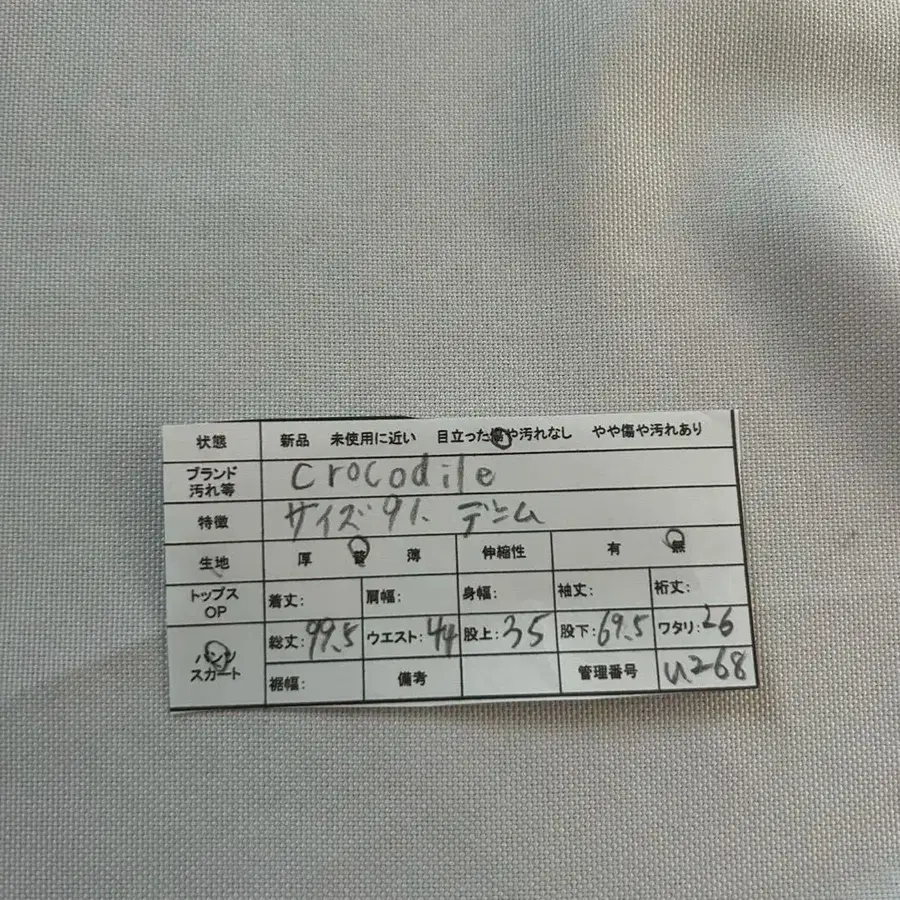 状態 新品 未使用に近い 目立った傷や汚れなし やや傷や汚れあり
ブランド
汚れ等 crocodile
特徴 サイズ91、デニム
生地 厚 普 薄 伸縮性 有 無
トップス
OP 着丈: 肩幅: 身幅: 袖丈: 裄丈:
パンツ
スカート 総丈:99.5 ウエスト:44 股上:35 股下:69.5 ワタリ:26
裾幅: 備考 管理番号 U268